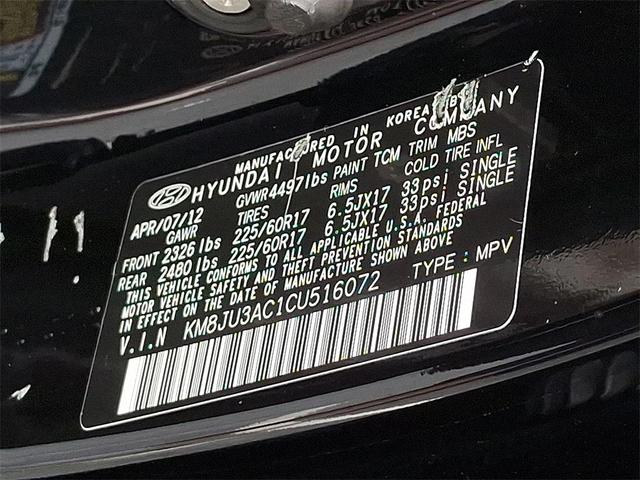 MANUFACTURED IN KOREA BY
HYUNDAI MOTOR COMPANY
APR/07/12 GVWR4497lbs PAINT TCM TRIM MBS
GAWR TIRES RIMS COLD TIRE INFL
FRONT 2326 lbs 225/60R17 6.5JX17 33psi SINGLE
REAR 2480 lbs 225/60R17 6.5JX17 33psi SINGLE
THIS VEHICLE CONFORMS TO ALL APPLICABLE U.S.A. FEDERAL
MOTOR VEHICLE SAFETY AND THEFT PREVENTION STANDARDS
IN EFFECT ON THE DATE OF MANUFACTURE SHOWN ABOVE
V.I.N KM8JU3AC1CU516072 TYPE : MPV